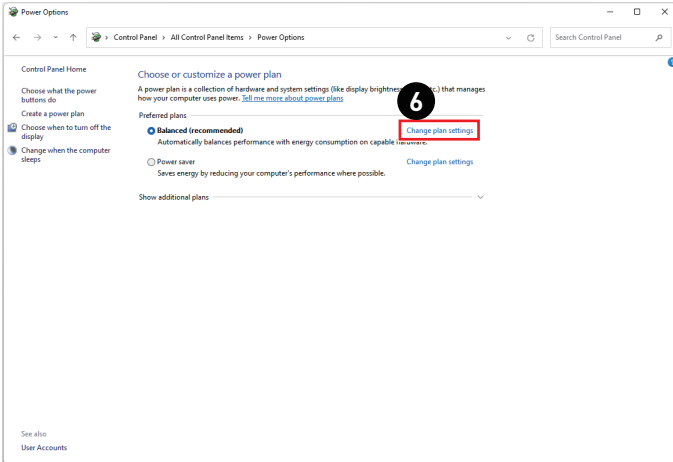 Power Options
Control Panel > All Control Panel Items > Power Options
Search Control Panel
Control Panel Home
Choose what the power
buttons do
Create a power plan
Choose when to turn off the
display
Change when the computer
sleeps
Choose or customize a power plan
A power plan is a collection of hardware and system settings (like display brightness etc.) that manages
how your computer uses power. Tell me more about power plans
6
Preferred plans
Balanced (recommended)
Change plan settings
Automatically balances performance with energy consumption on capable hardware.
Power saver
Change plan settings
Saves energy by reducing your computer's performance where possible.
Show additional plans
See also
User Accounts